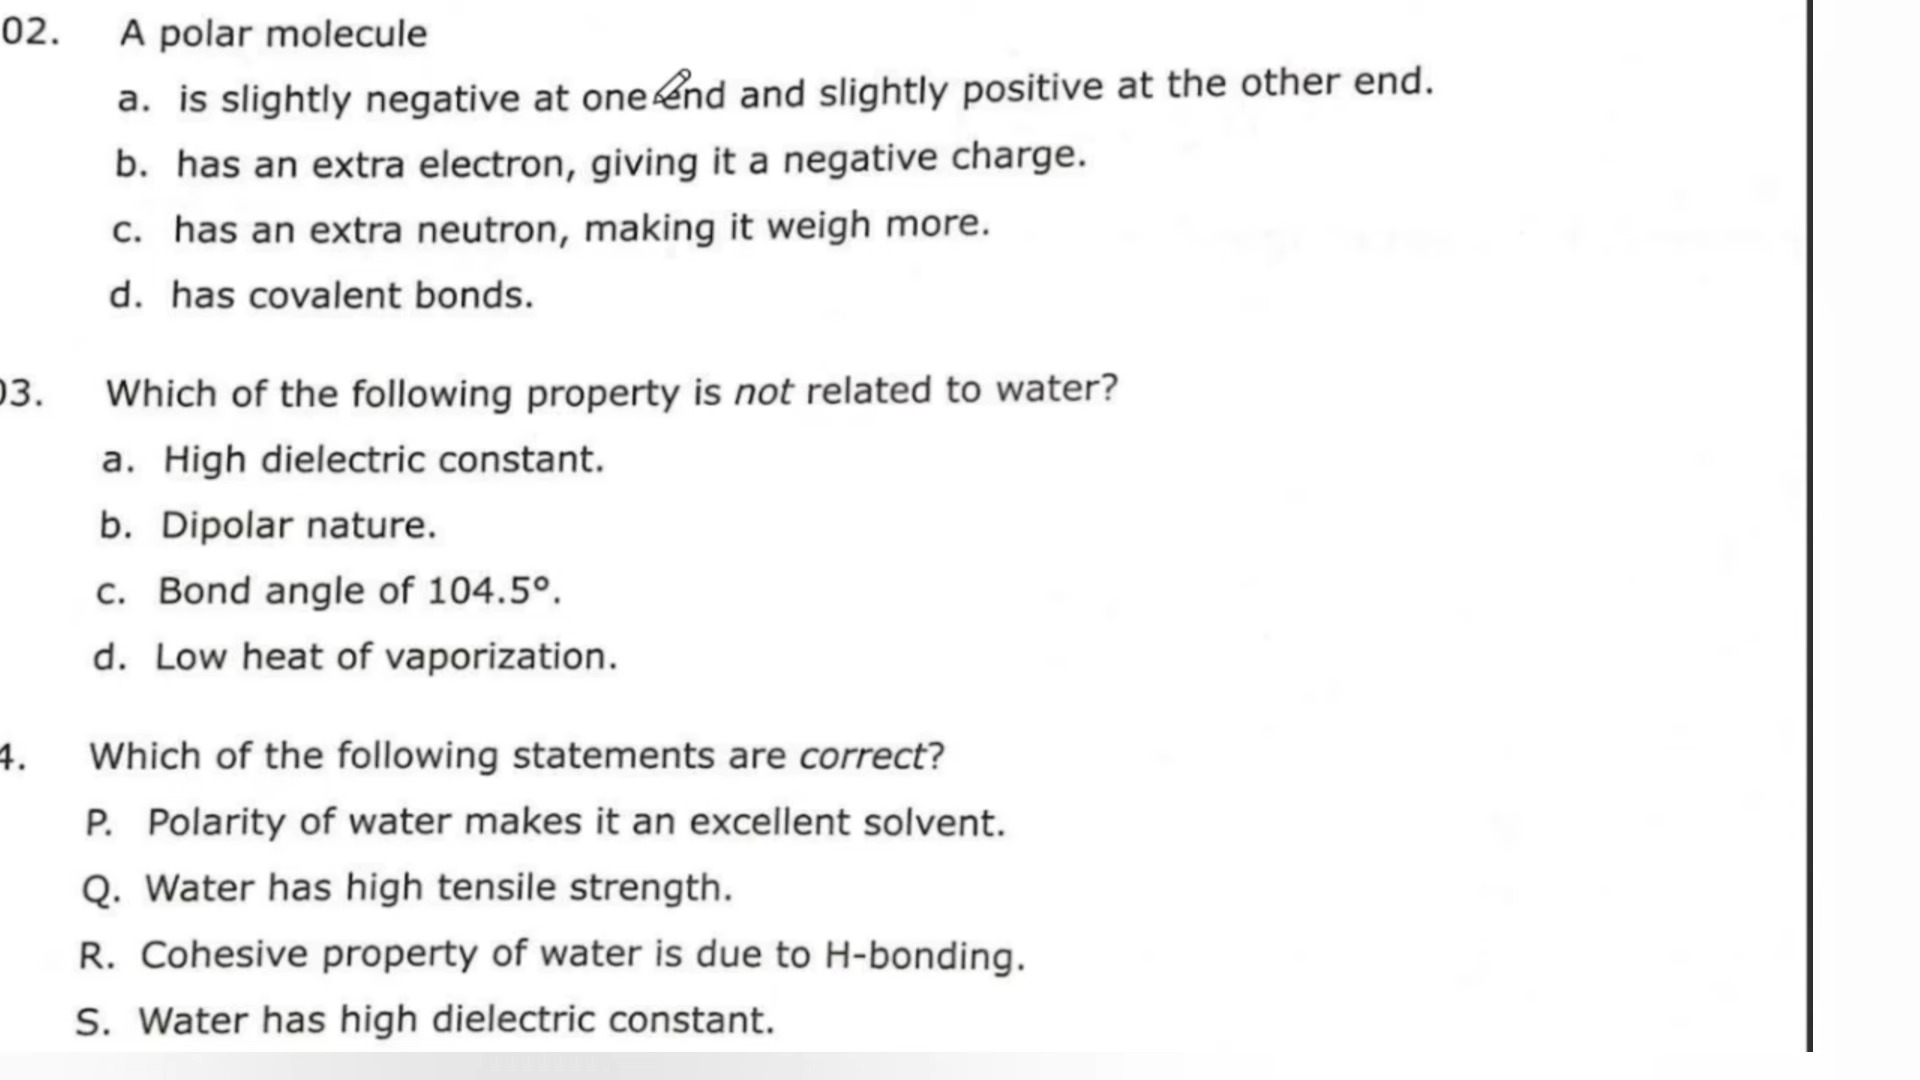 02. A polar molecule
a. is slightly negative at one end and slightly positive at the other end.
b. has an extra electron, giving it a negative charge.
c. has an extra neutron, making it weigh more.
d. has covalent bonds.
03. Which of the following property is not related to water?
a. High dielectric constant.
b. Dipolar nature.
c. Bond angle of 104.5º.
d. Low heat of vaporization.
4. Which of the following statements are correct?
P. Polarity of water makes it an excellent solvent.
Q. Water has high tensile strength.
R. Cohesive property of water is due to H-bonding.
S. Water has high dielectric constant.